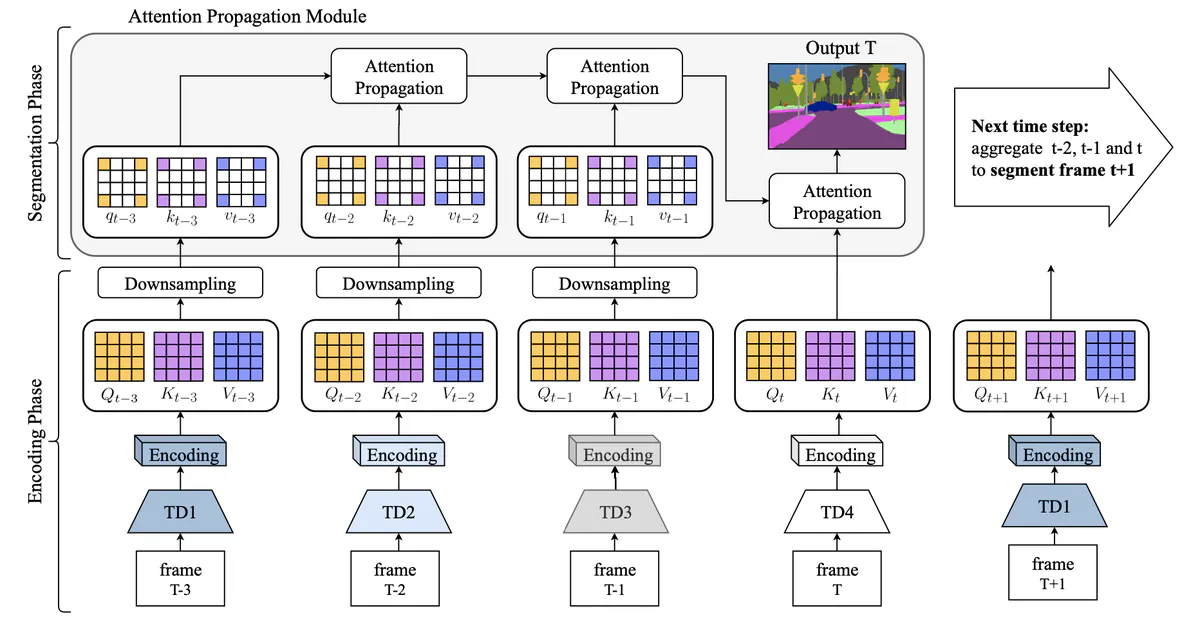 Attention Propagation Module
Segmentation Phase
Attention
Propagation
Attention
Propagation
Output T
Next time step:
aggregate t-2, t-1 and t
to segment frame t+1
q_{t-3} k_{t-3} v_{t-3}
q_{t-2} k_{t-2} v_{t-2}
q_{t-1} k_{t-1} v_{t-1}
Attention
Propagation
Encoding Phase
Downsampling
Downsampling
Downsampling
Q_{t-3} K_{t-3} V_{t-3}
Q_{t-2} K_{t-2} V_{t-2}
Q_{t-1} K_{t-1} V_{t-1}
Q_t K_t V_t
Q_{t+1} K_{t+1} V_{t+1}
Encoding
Encoding
Encoding
Encoding
Encoding
TD1
TD2
TD3
TD4
TD1
frame
T-3
frame
T-2
frame
T-1
frame
T
frame
T+1